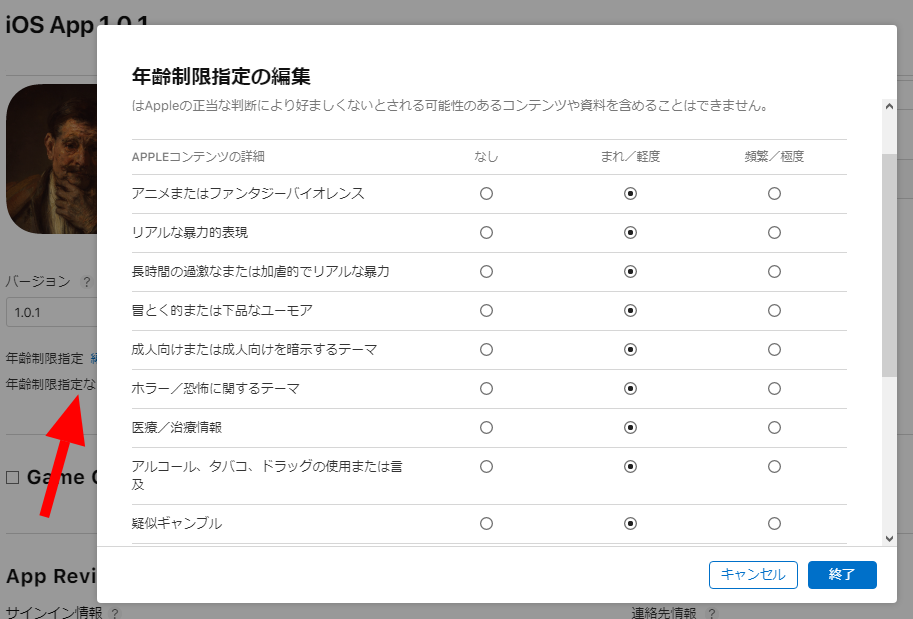 iOS App 1.0.1
年齢制限指定の編集
はAppleの正当な判断により好ましくないとされる可能性のあるコンテンツや資料を含めることはできません。
APPLEコンテンツの詳細 なし まれ／軽度 頻繁／極度
アニメまたはファンタジーバイオレンス
リアルな暴力的表現
長時間の過激なまたは加虐的でリアルな暴力
冒とく的または下品なユーモア
成人向けまたは成人向けを暗示するテーマ
ホラー／恐怖に関するテーマ
医療／治療情報
アルコール、タバコ、ドラッグの使用または言
及
疑似ギャンブル
キャンセル 終了
バージョン ?
1.0.1
年齢制限指定
年齢制限指定な
Game
App Revi
サインイン情報 ?
連絡先情報 ?